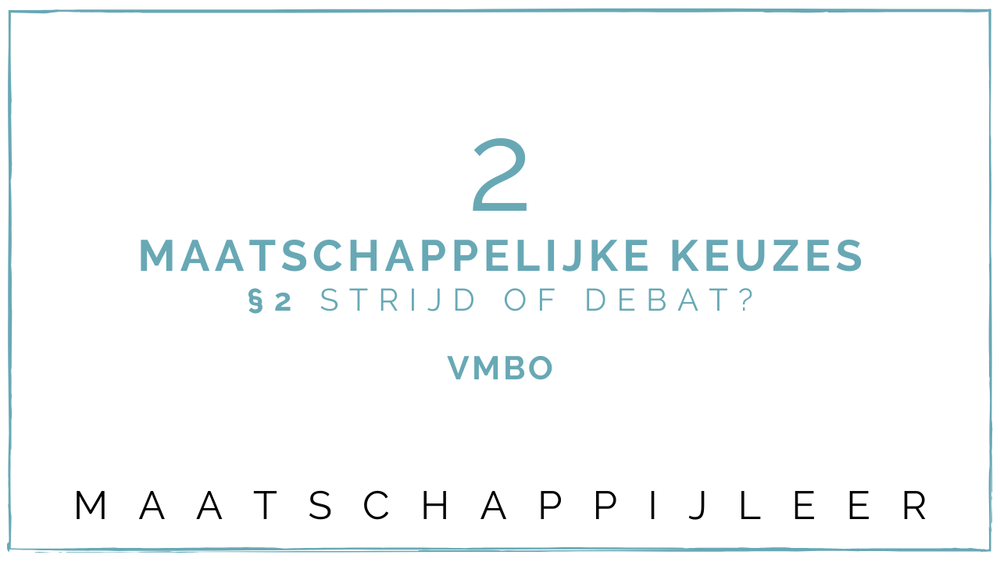 2
MAATSCHAPPELIJKE KEUZES
§ 2 STRIJD OF DEBAT?
VMBO
MAATSCHAPPIJLEER